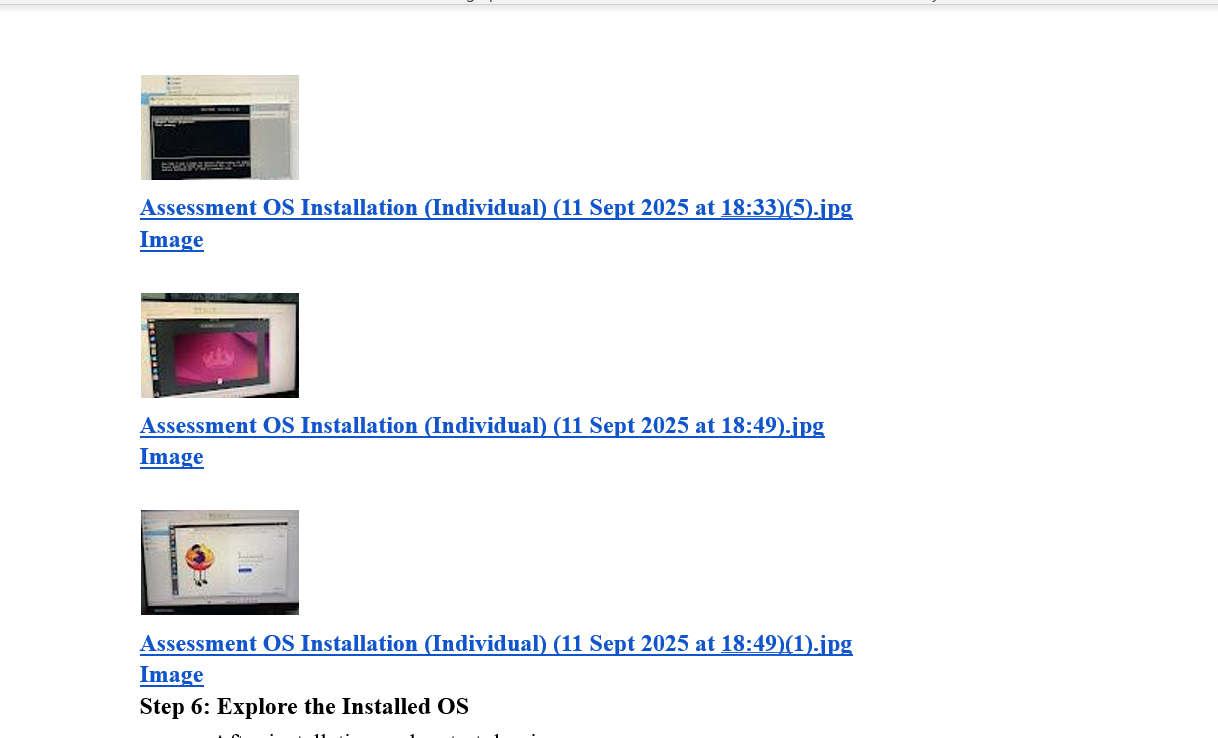 Assessment OS Installation (Individual) (11 Sept 2025 at 18:33)(5).jpg
Image
Assessment OS Installation (Individual) (11 Sept 2025 at 18:49).jpg
Image
Assessment OS Installation (Individual) (11 Sept 2025 at 18:49)(1).jpg
Image
Step 6: Explore the Installed OS